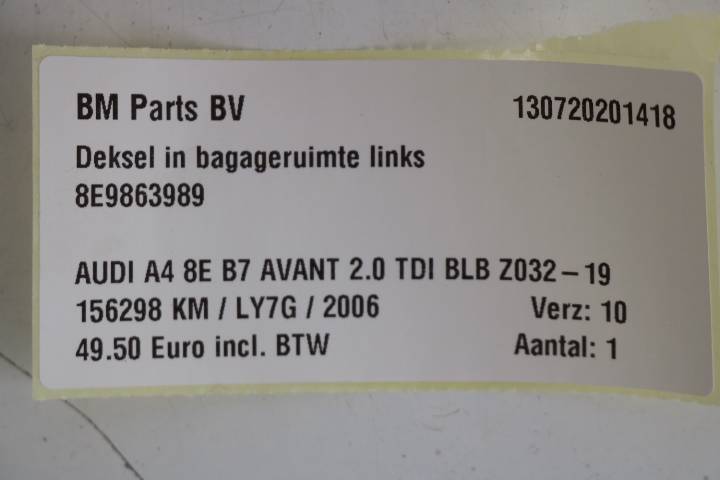 BM Parts BV 130720201418
Deksel in bagageruimte links
8E9863989
AUDI A4 8E B7 AVANT 2.0 TDI BLB Z032-19
156298 KM / LY7G / 2006 Verz: 10
49.50 Euro incl. BTW Aantal: 1